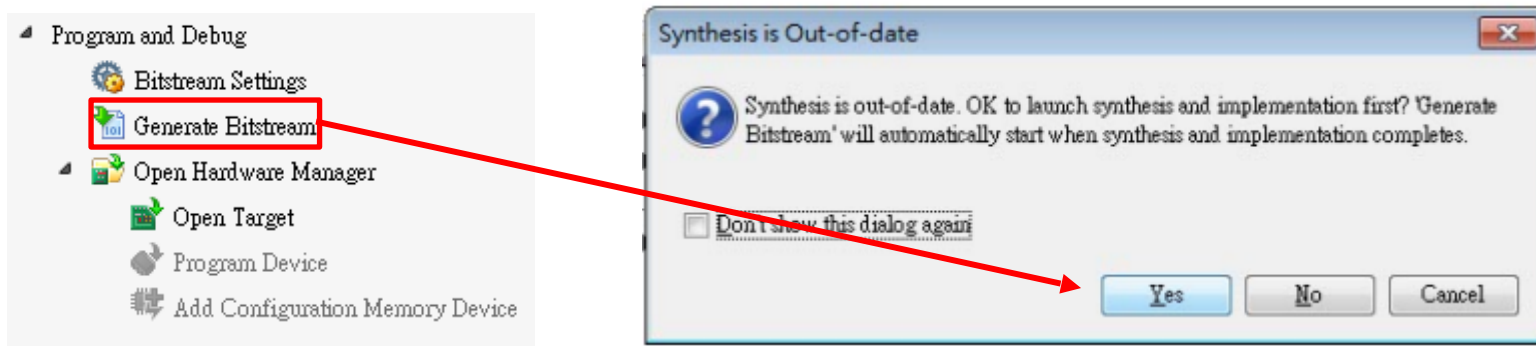 Program and Debug
Bitstream Settings
Generate Bitstream
Open Hardware Manager
Open Target
Program Device
Add Configuration Memory Device
Synthesis is Out-of-date
Synthesis is out-of-date. OK to launch synthesis and implementation first? 'Generate
Bitstream' will automatically start when synthesis and implementation completes.
Don't show this dialog again
Yes No Cancel